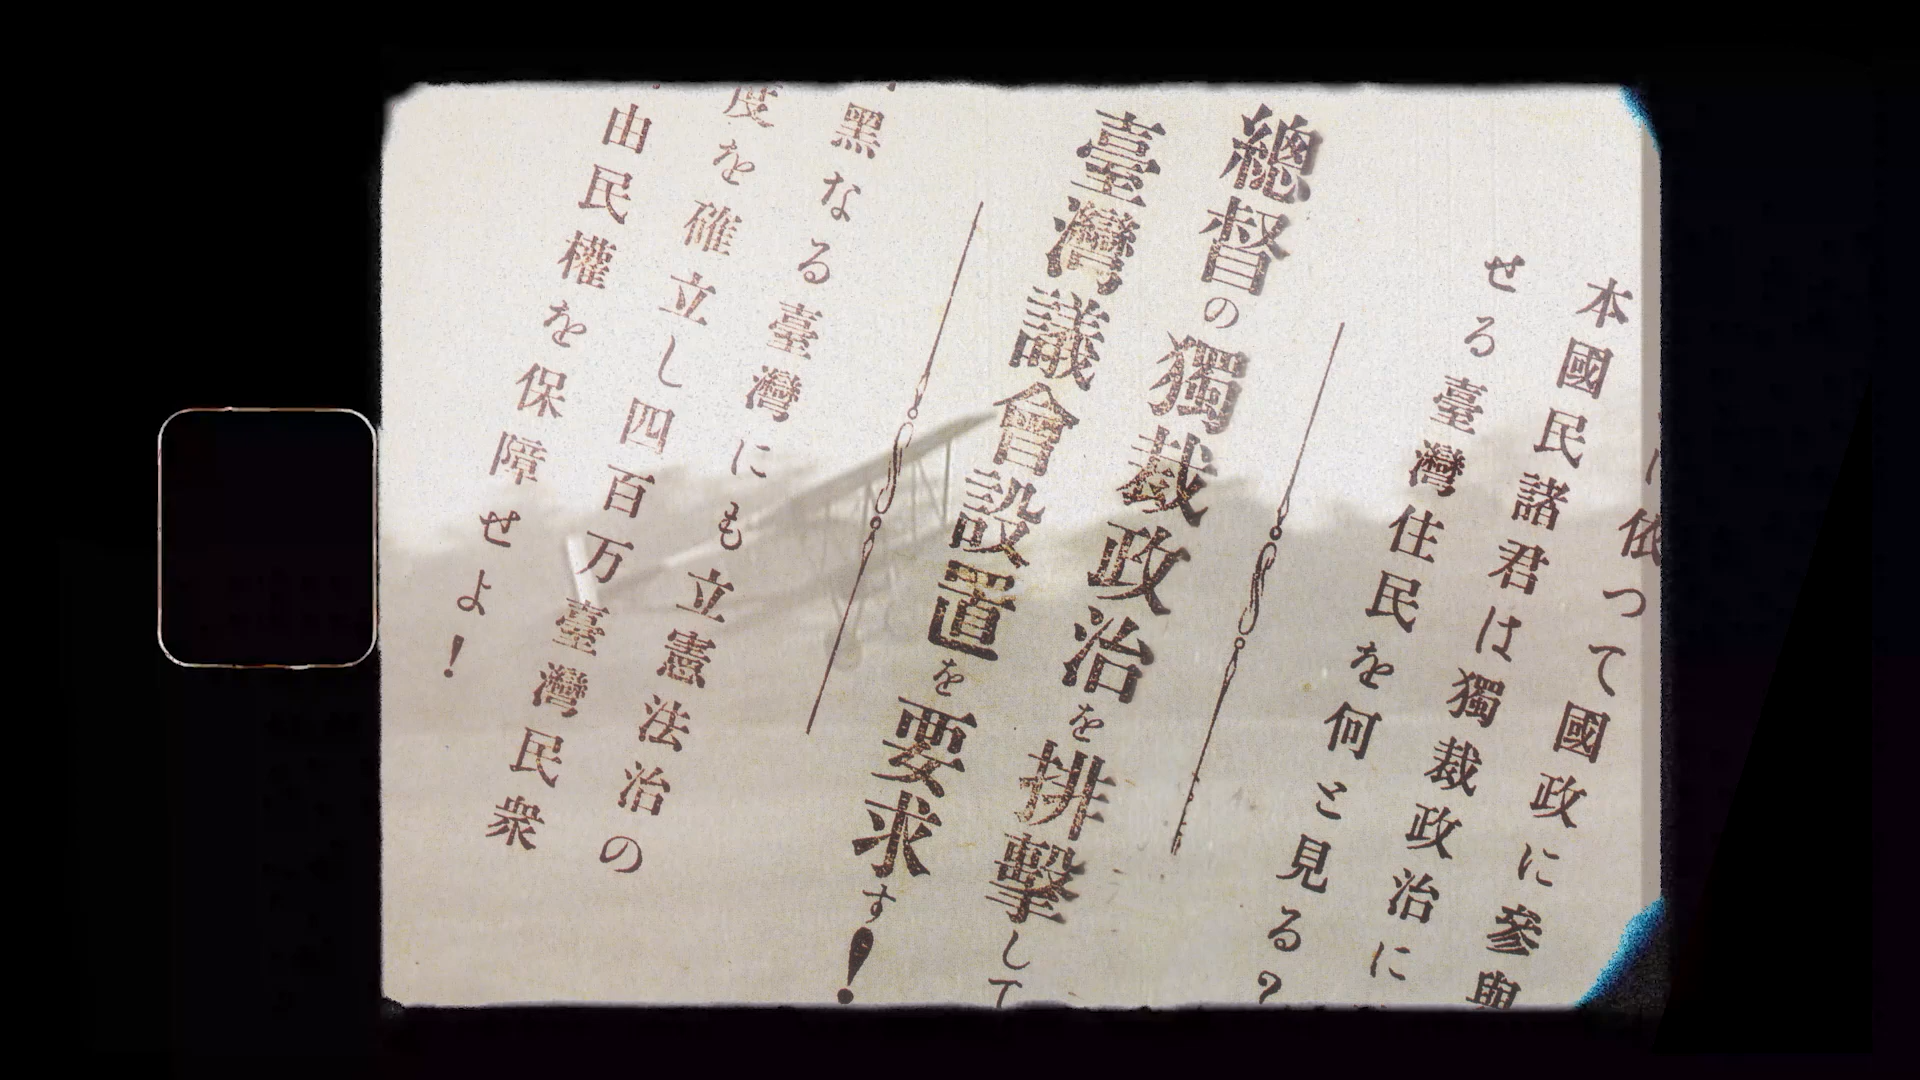 依つて國政に參與
本國民諸君は獨裁政治に
せる臺灣住民を何と見る?
總督の獨裁政治を排擊して
臺灣議會設置を要求す!
黑なる臺灣にも立憲法治の
度を確立し四百万臺灣民衆
由民權を保障せよ!